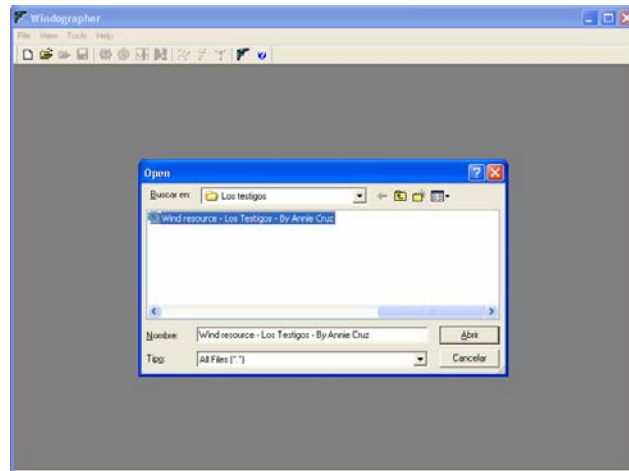 Windographer
File View Tools Help
Open
Buscar en: Los testigos
Wind resource - Los Testigos - By Annie Cruz
Nombre: Wind resource - Los Testigos - By Annie Cruz Abrir
Tipo: All Files (*.*) Cancelar